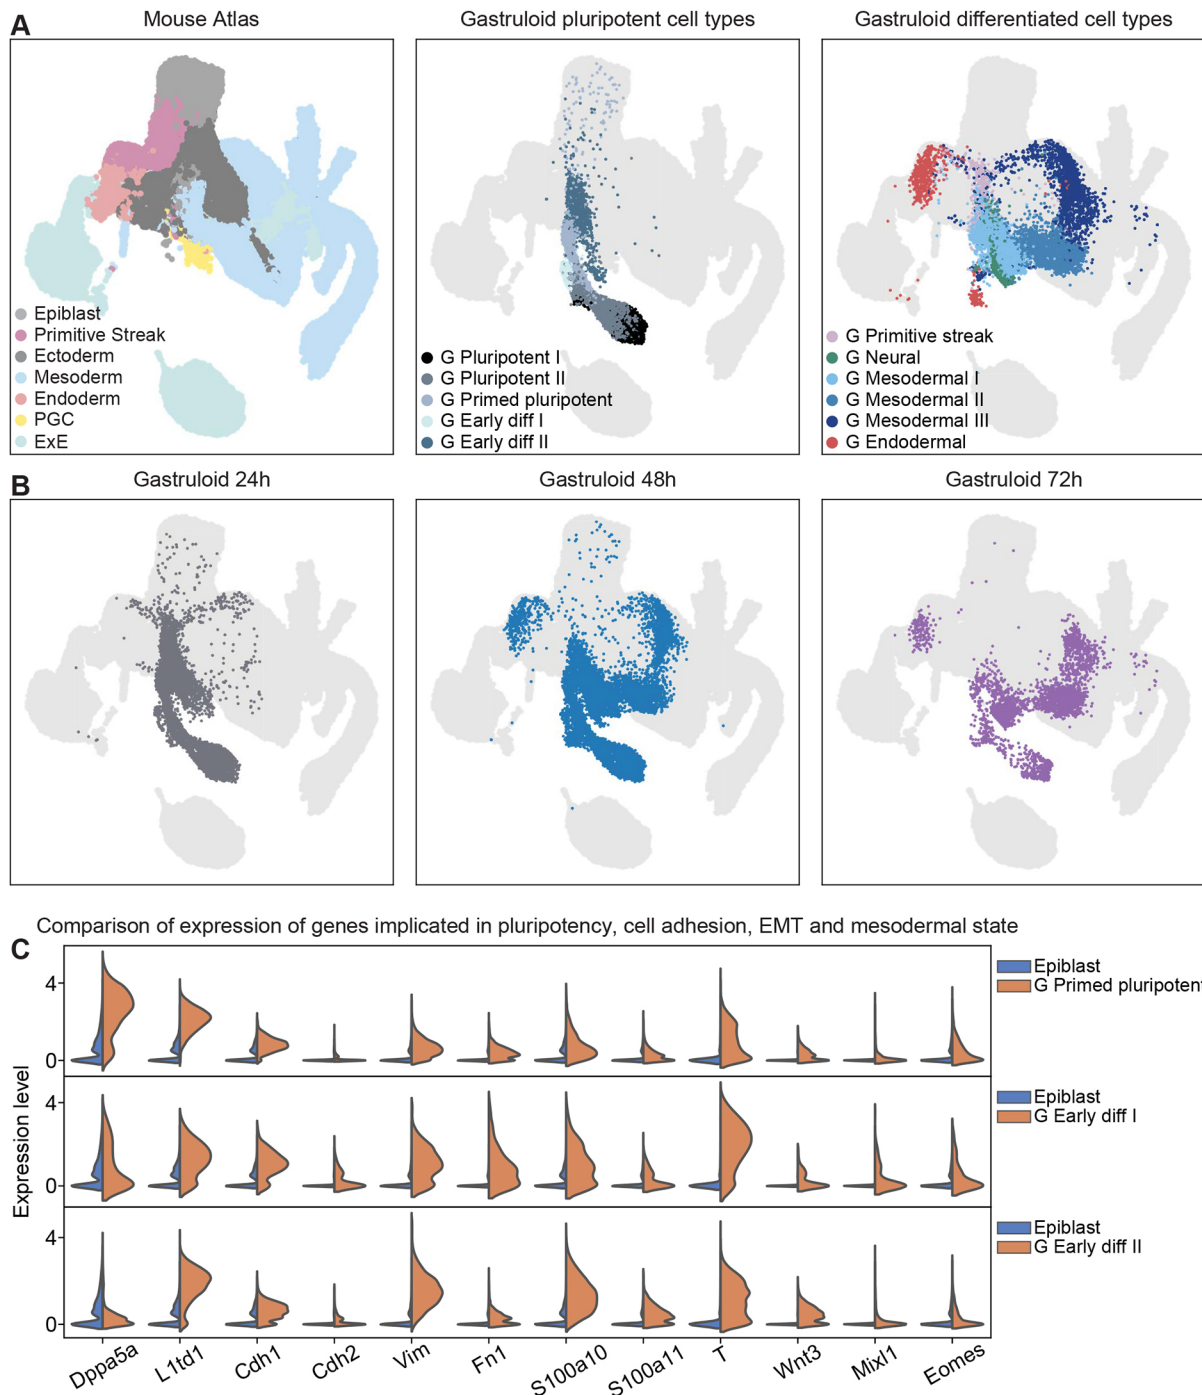 A
Mouse Atlas
Gastruloid pluripotent cell types
Gastruloid differentiated cell types
Epiblast
Primitive Streak
Ectoderm
Mesoderm
Endoderm
PGC
ExE
G Pluripotent I
G Pluripotent II
G Primed pluripotent
G Early diff I
G Early diff II
G Primitive streak
G Neural
G Mesodermal I
G Mesodermal II
G Mesodermal III
G Endodermal
B
Gastruloid 24h
Gastruloid 48h
Gastruloid 72h
Comparison of expression of genes implicated in pluripotency, cell adhesion, EMT and mesodermal state
C
Expression level
4
0
Epiblast
G Primed pluripotent
4
0
Epiblast
G Early diff I
4
0
Epiblast
G Early diff II
Dppa5a
L1td1
Cdh1
Cdh2
Vim
Fn1
S100a10
S100a11
T
Wnt3
Mixl1
Eomes